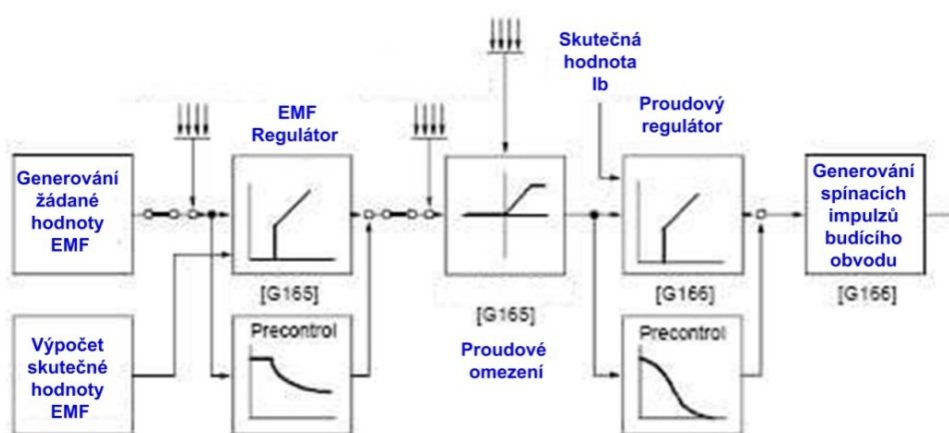 Skutečná
hodnota
Ib
EMF
Regulátor
Proudový
regulátor
Generování
žádané
hodnoty
EMF
Generování
spínacích
impulzů
budícího
obvodu
[G165]
[G165]
[G166]
[G166]
Výpočet
skutečné
hodnoty
EMF
Precontrol
Proudové
omezení
Precontrol